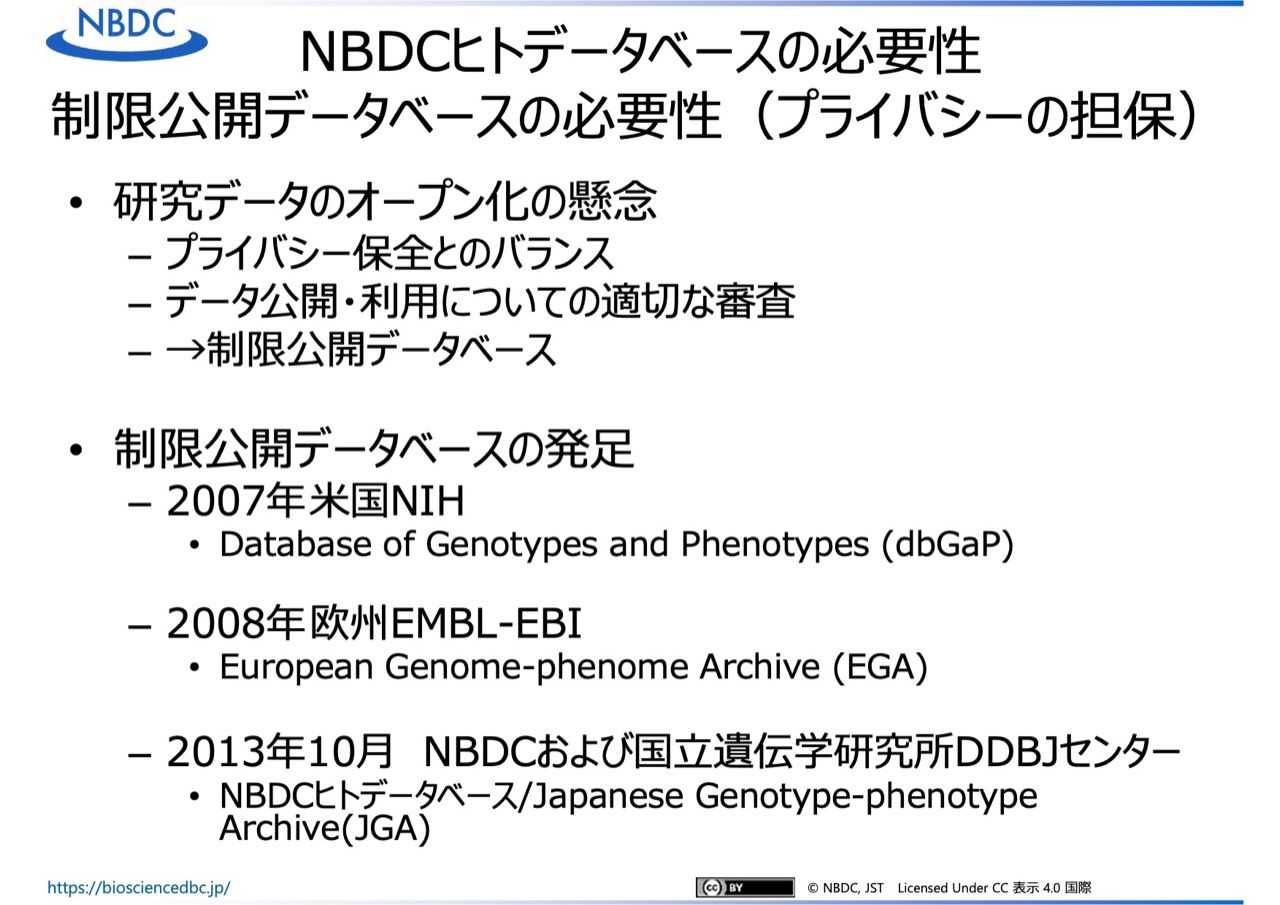 NBDC
NBDCヒトデータベースの必要性
制限公開データベースの必要性（プライバシーの担保）
• 研究データのオープン化の懸念
– プライバシー保全とのバランス
– データ公開・利用についての適切な審査
– →制限公開データベース
• 制限公開データベースの発足
– 2007年米国NIH
• Database of Genotypes and Phenotypes (dbGaP)
– 2008年欧州EMBL-EBI
• European Genome-phenome Archive (EGA)
– 2013年10月　NBDCおよび国立遺伝学研究所DDBJセンター
• NBDCヒトデータベース/Japanese Genotype-phenotype
Archive(JGA)
https://biosciencedbc.jp/
cc BY
© NBDC, JST　Licensed Under CC 表示 4.0 国際